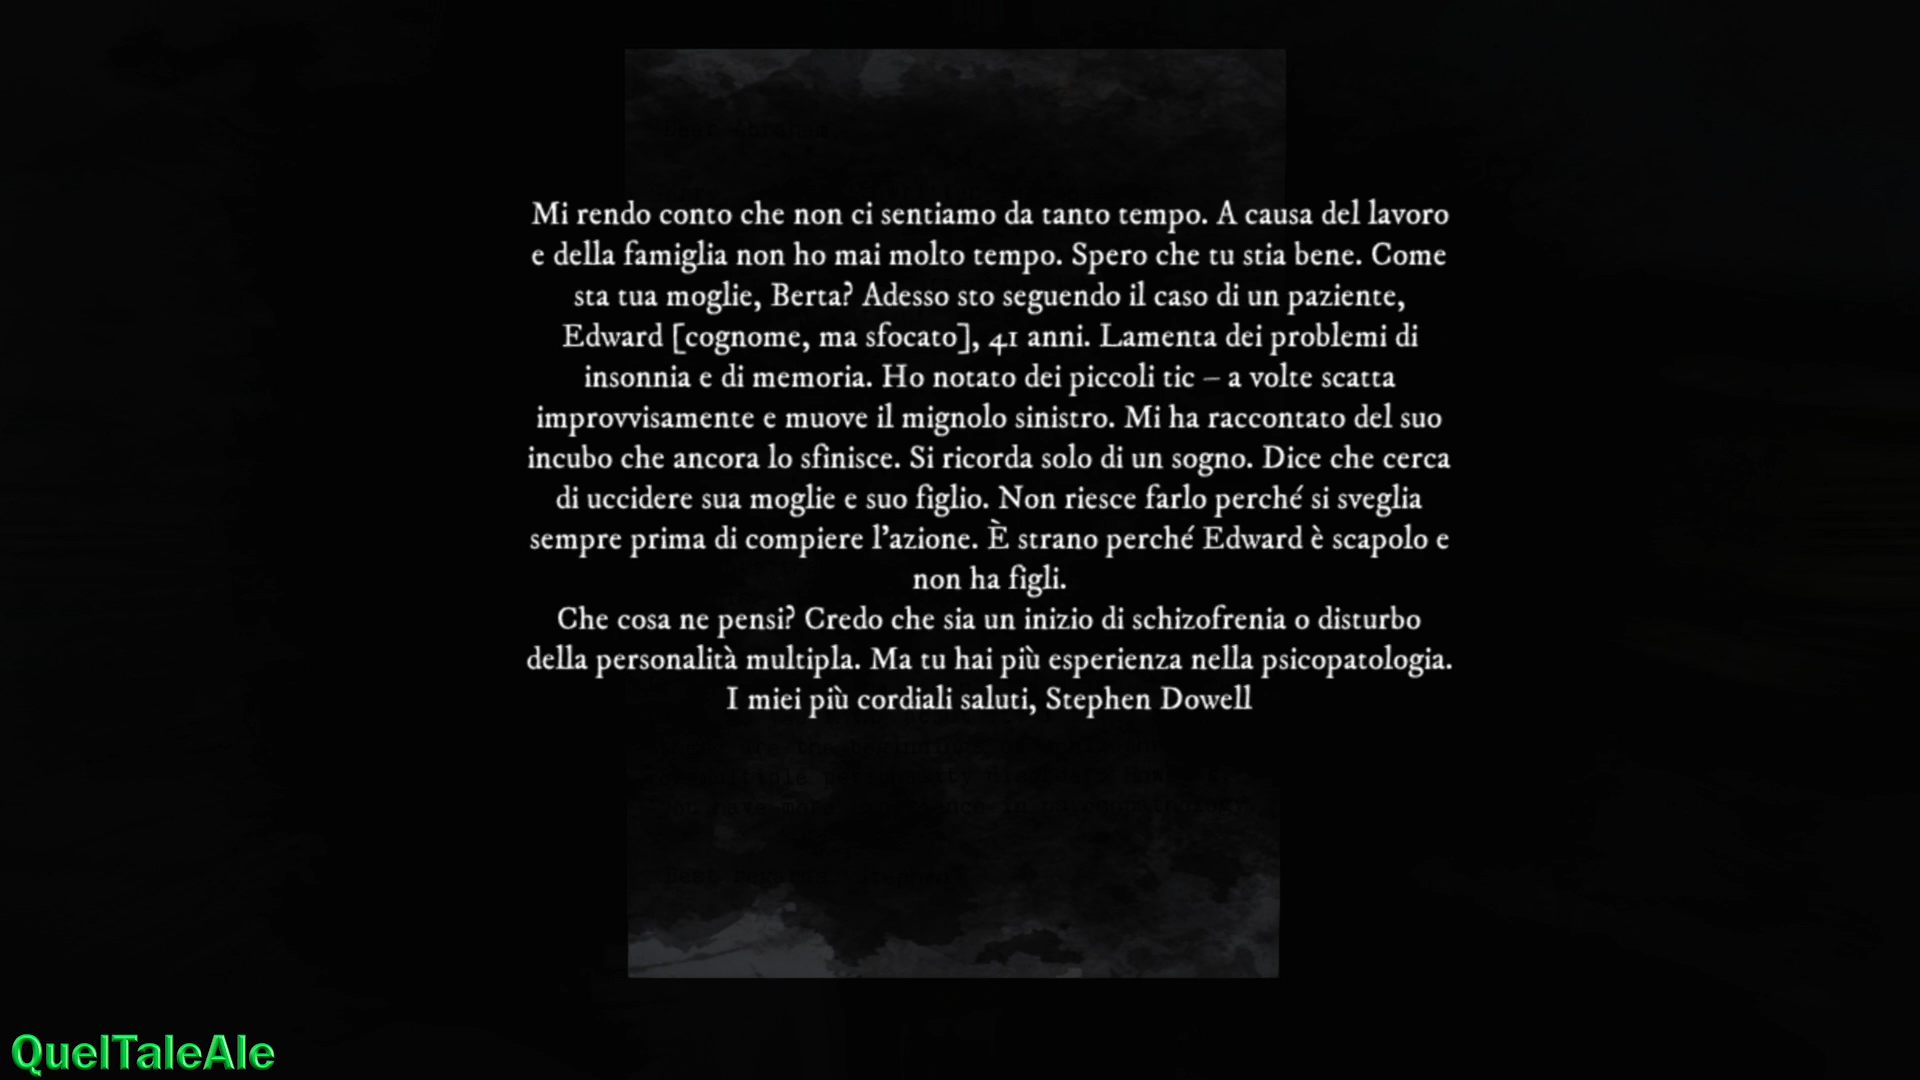 Mi rendo conto che non ci sentiamo da tanto tempo. A causa del lavoro
e della famiglia non ho mai molto tempo. Spero che tu stia bene. Come
sta tua moglie, Berta? Adesso sto seguendo il caso di un paziente,
Edward [cognome, ma sfocato], 41 anni. Lamenta dei problemi di
insonnia e di memoria. Ho notato dei piccoli tic – a volte scatta
improvvisamente e muove il mignolo sinistro. Mi ha raccontato del suo
incubo che ancora lo sfinisce. Si ricorda solo di un sogno. Dice che cerca
di uccidere sua moglie e suo figlio. Non riesce farlo perché si sveglia
sempre prima di compiere l'azione. È strano perché Edward è scapolo e
non ha figli.
Che cosa ne pensi? Credo che sia un inizio di schizofrenia o disturbo
della personalità multipla. Ma tu hai più esperienza nella psicopatologia.
I miei più cordiali saluti, Stephen Dowell
QuelTaleAle